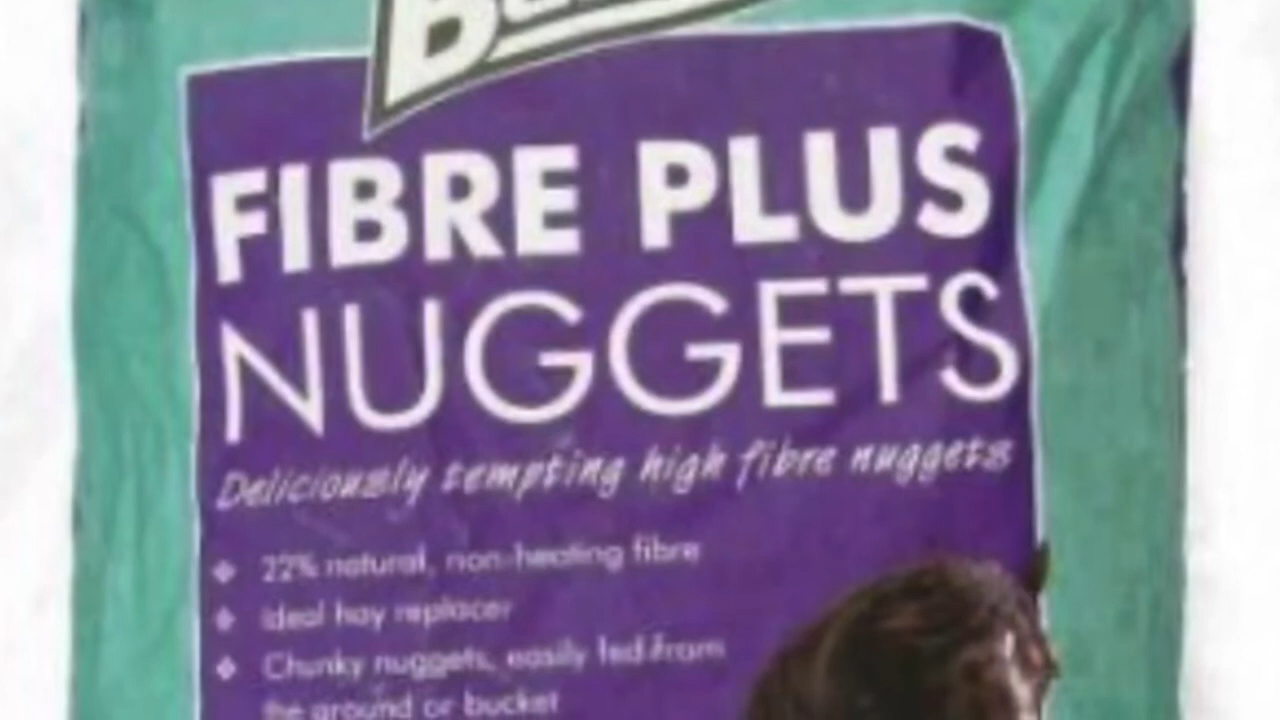 FIBRE PLUS
NUGGETS
Deliciously tempting high fibre nuggets
22% natural, non-heating fibre
Ideal hay replacer
Chunky nuggets, easily fed from
the ground or bucket